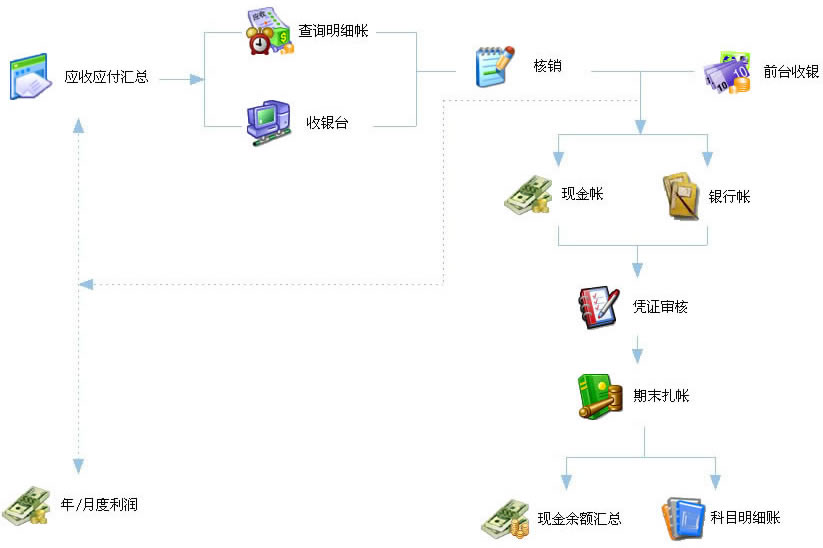 查询明细帐
应收应付汇总
核销
前台收银
收银台
现金帐
银行帐
凭证审核
期末扎帐
年/月度利润
现金余额汇总
科目明细账